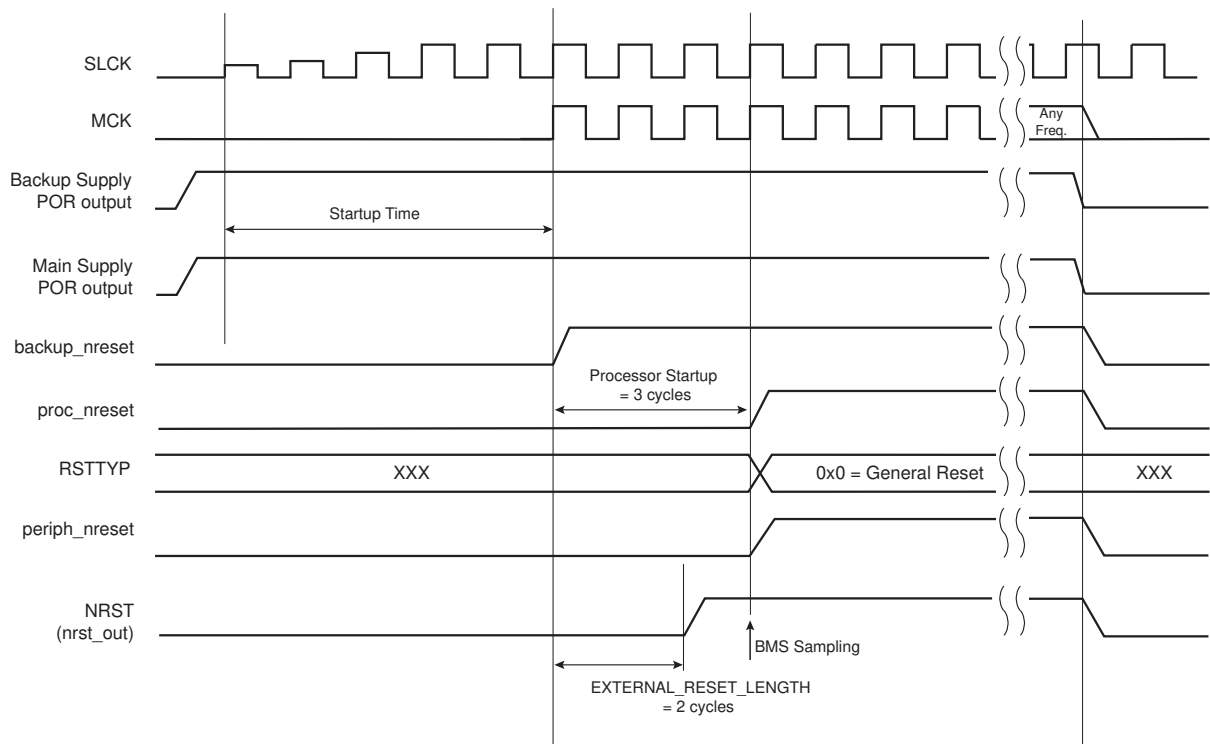 SLCK
MCK
Any
Freq.
Backup Supply
POR output
Startup Time
Main Supply
POR output
backup_nreset
Processor Startup
= 3 cycles
proc_nreset
RSTTYP
XXX
0x0 = General Reset
XXX
periph_nreset
NRST
(nrst_out)
BMS Sampling
EXTERNAL_RESET_LENGTH
= 2 cycles